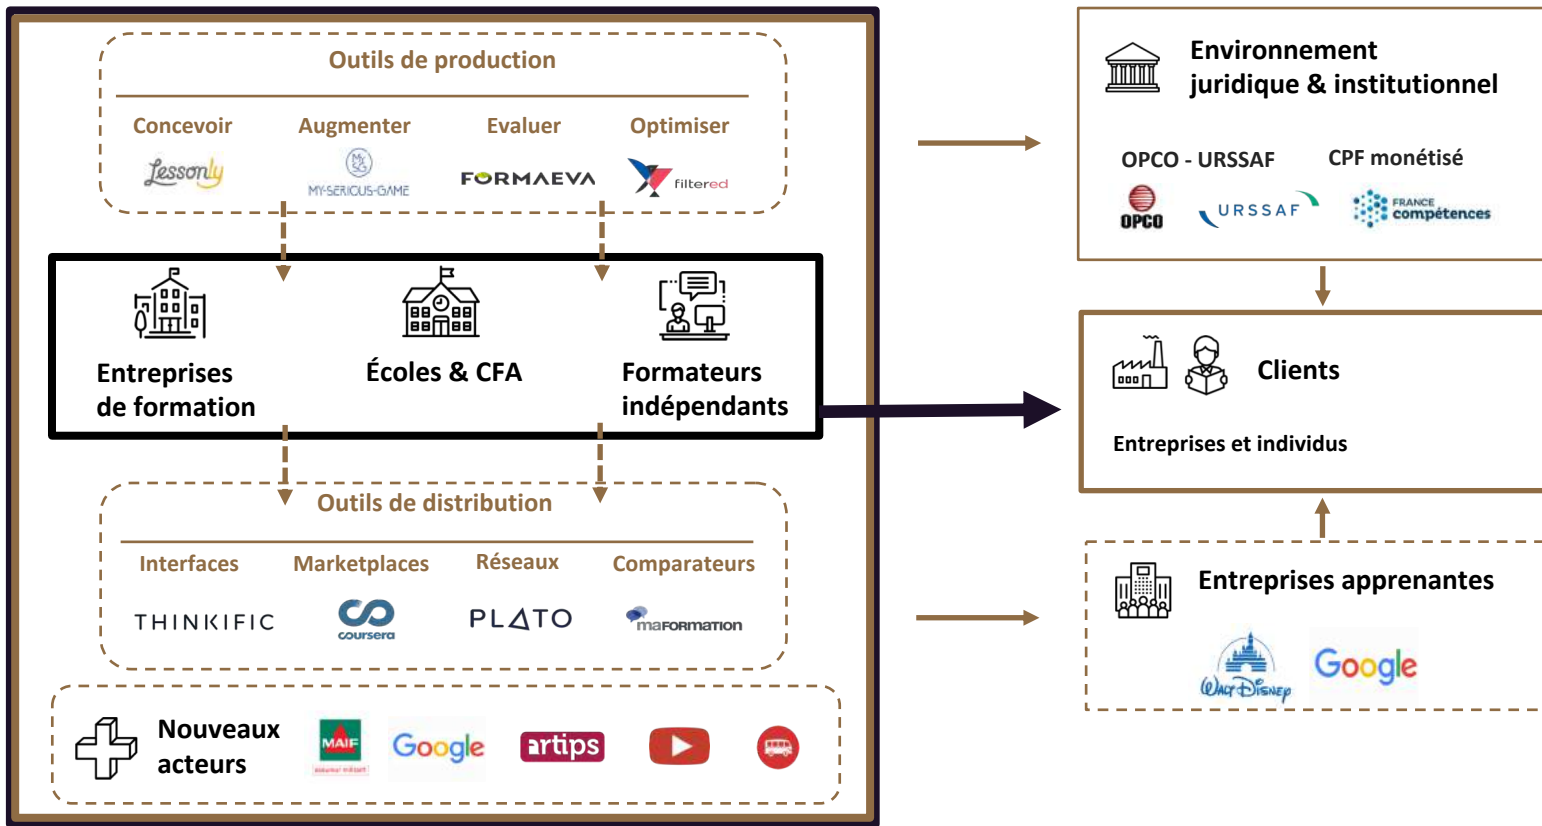 Outils de production
Concevoir
Augmenter
Evaluer
Optimiser
Lessonly
MY-SERIOUS-GAME
FORMAEVA
filtered
Entreprises
de formation
Écoles & CFA
Formateurs
indépendants
Outils de distribution
Interfaces
Marketplaces
Réseaux
Comparateurs
THINKIFIC
coursera
PLATO
maFORMATION
Nouveaux
acteurs
MAIF
Google
artips
Environnement
juridique & institutionnel
OPCO - URSSAF
CPF monétisé
OPCO
URSSAF
FRANCE
compétences
Clients
Entreprises et individus
Entreprises apprenantes
WALT DISNEY
Google